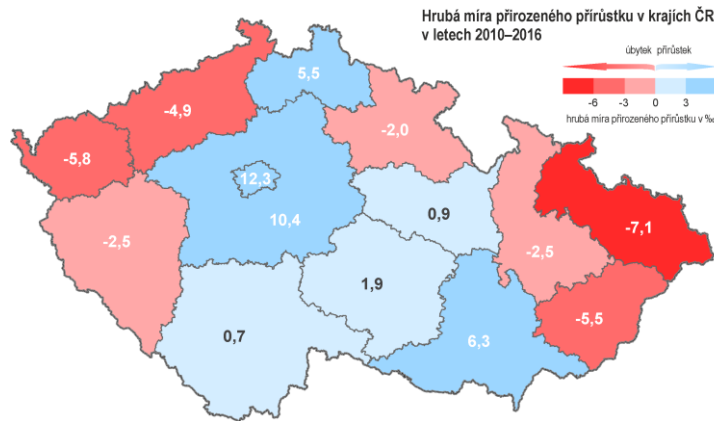 Hrubá míra přirozeného přírůstku v krajích ČR
v letech 2010–2016
úbytek přírůstek
-6 -3 0 3
hrubá míra přirozeného přírůstku v ‰
5,5
-4,9
-2,0
-5,8
12,3
0,9
10,4
-7,1
-2,5
-2,5
1,9
-5,5
0,7
6,3